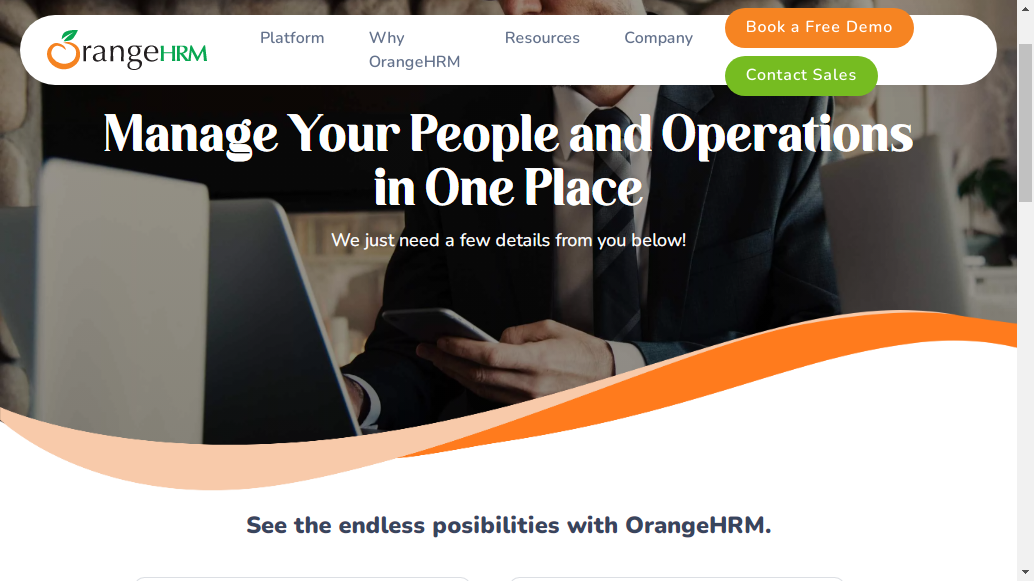 OrangeHRM
Platform
Why
OrangeHRM
Resources
Company
Book a Free Demo
Contact Sales
Manage Your People and Operations
in One Place
We just need a few details from you below!
See the endless posibilities with OrangeHRM.